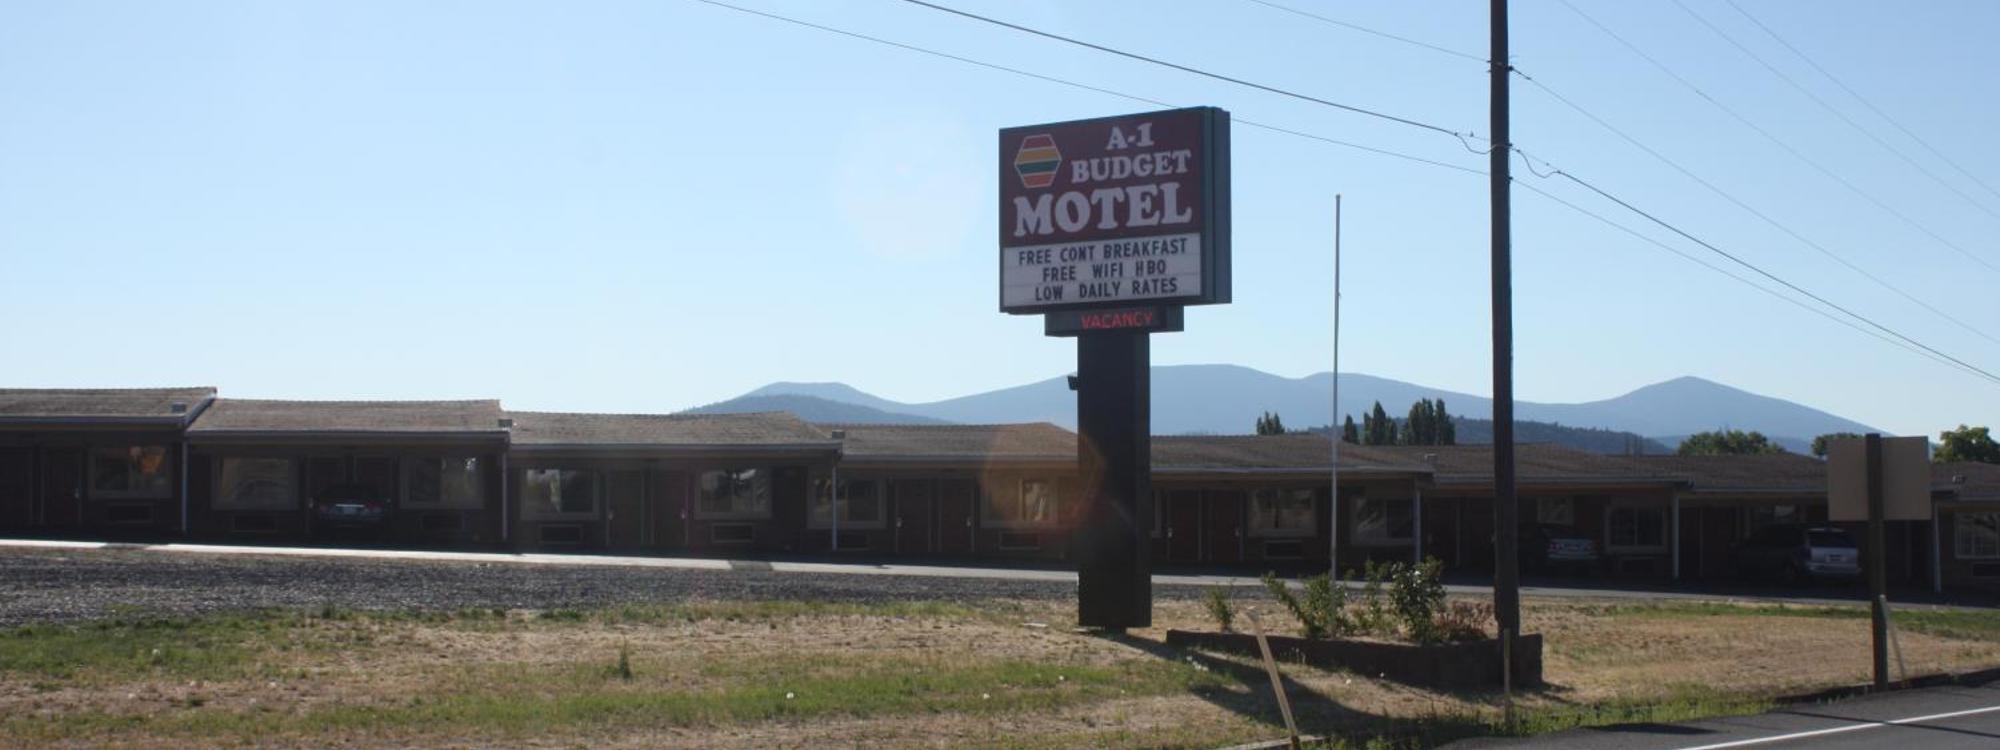 A-1
BUDGET
MOTEL
FREE CONT BREAKFAST
FREE WIFI HBO
LOW DAILY RATES
VACANCY